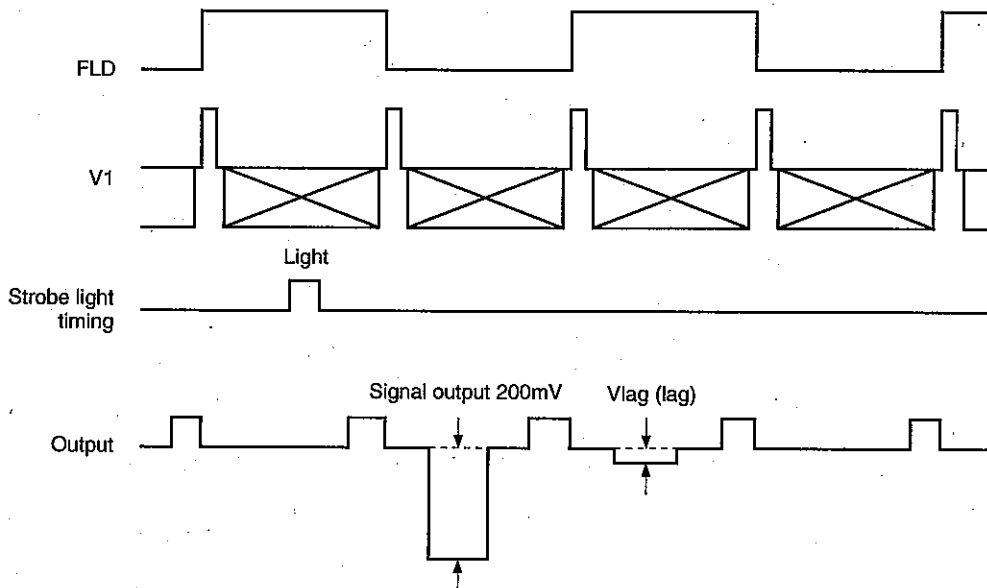 FLD
V1
Light
Strobe light
timing
Signal output 200mV
Vlag (lag)
Output